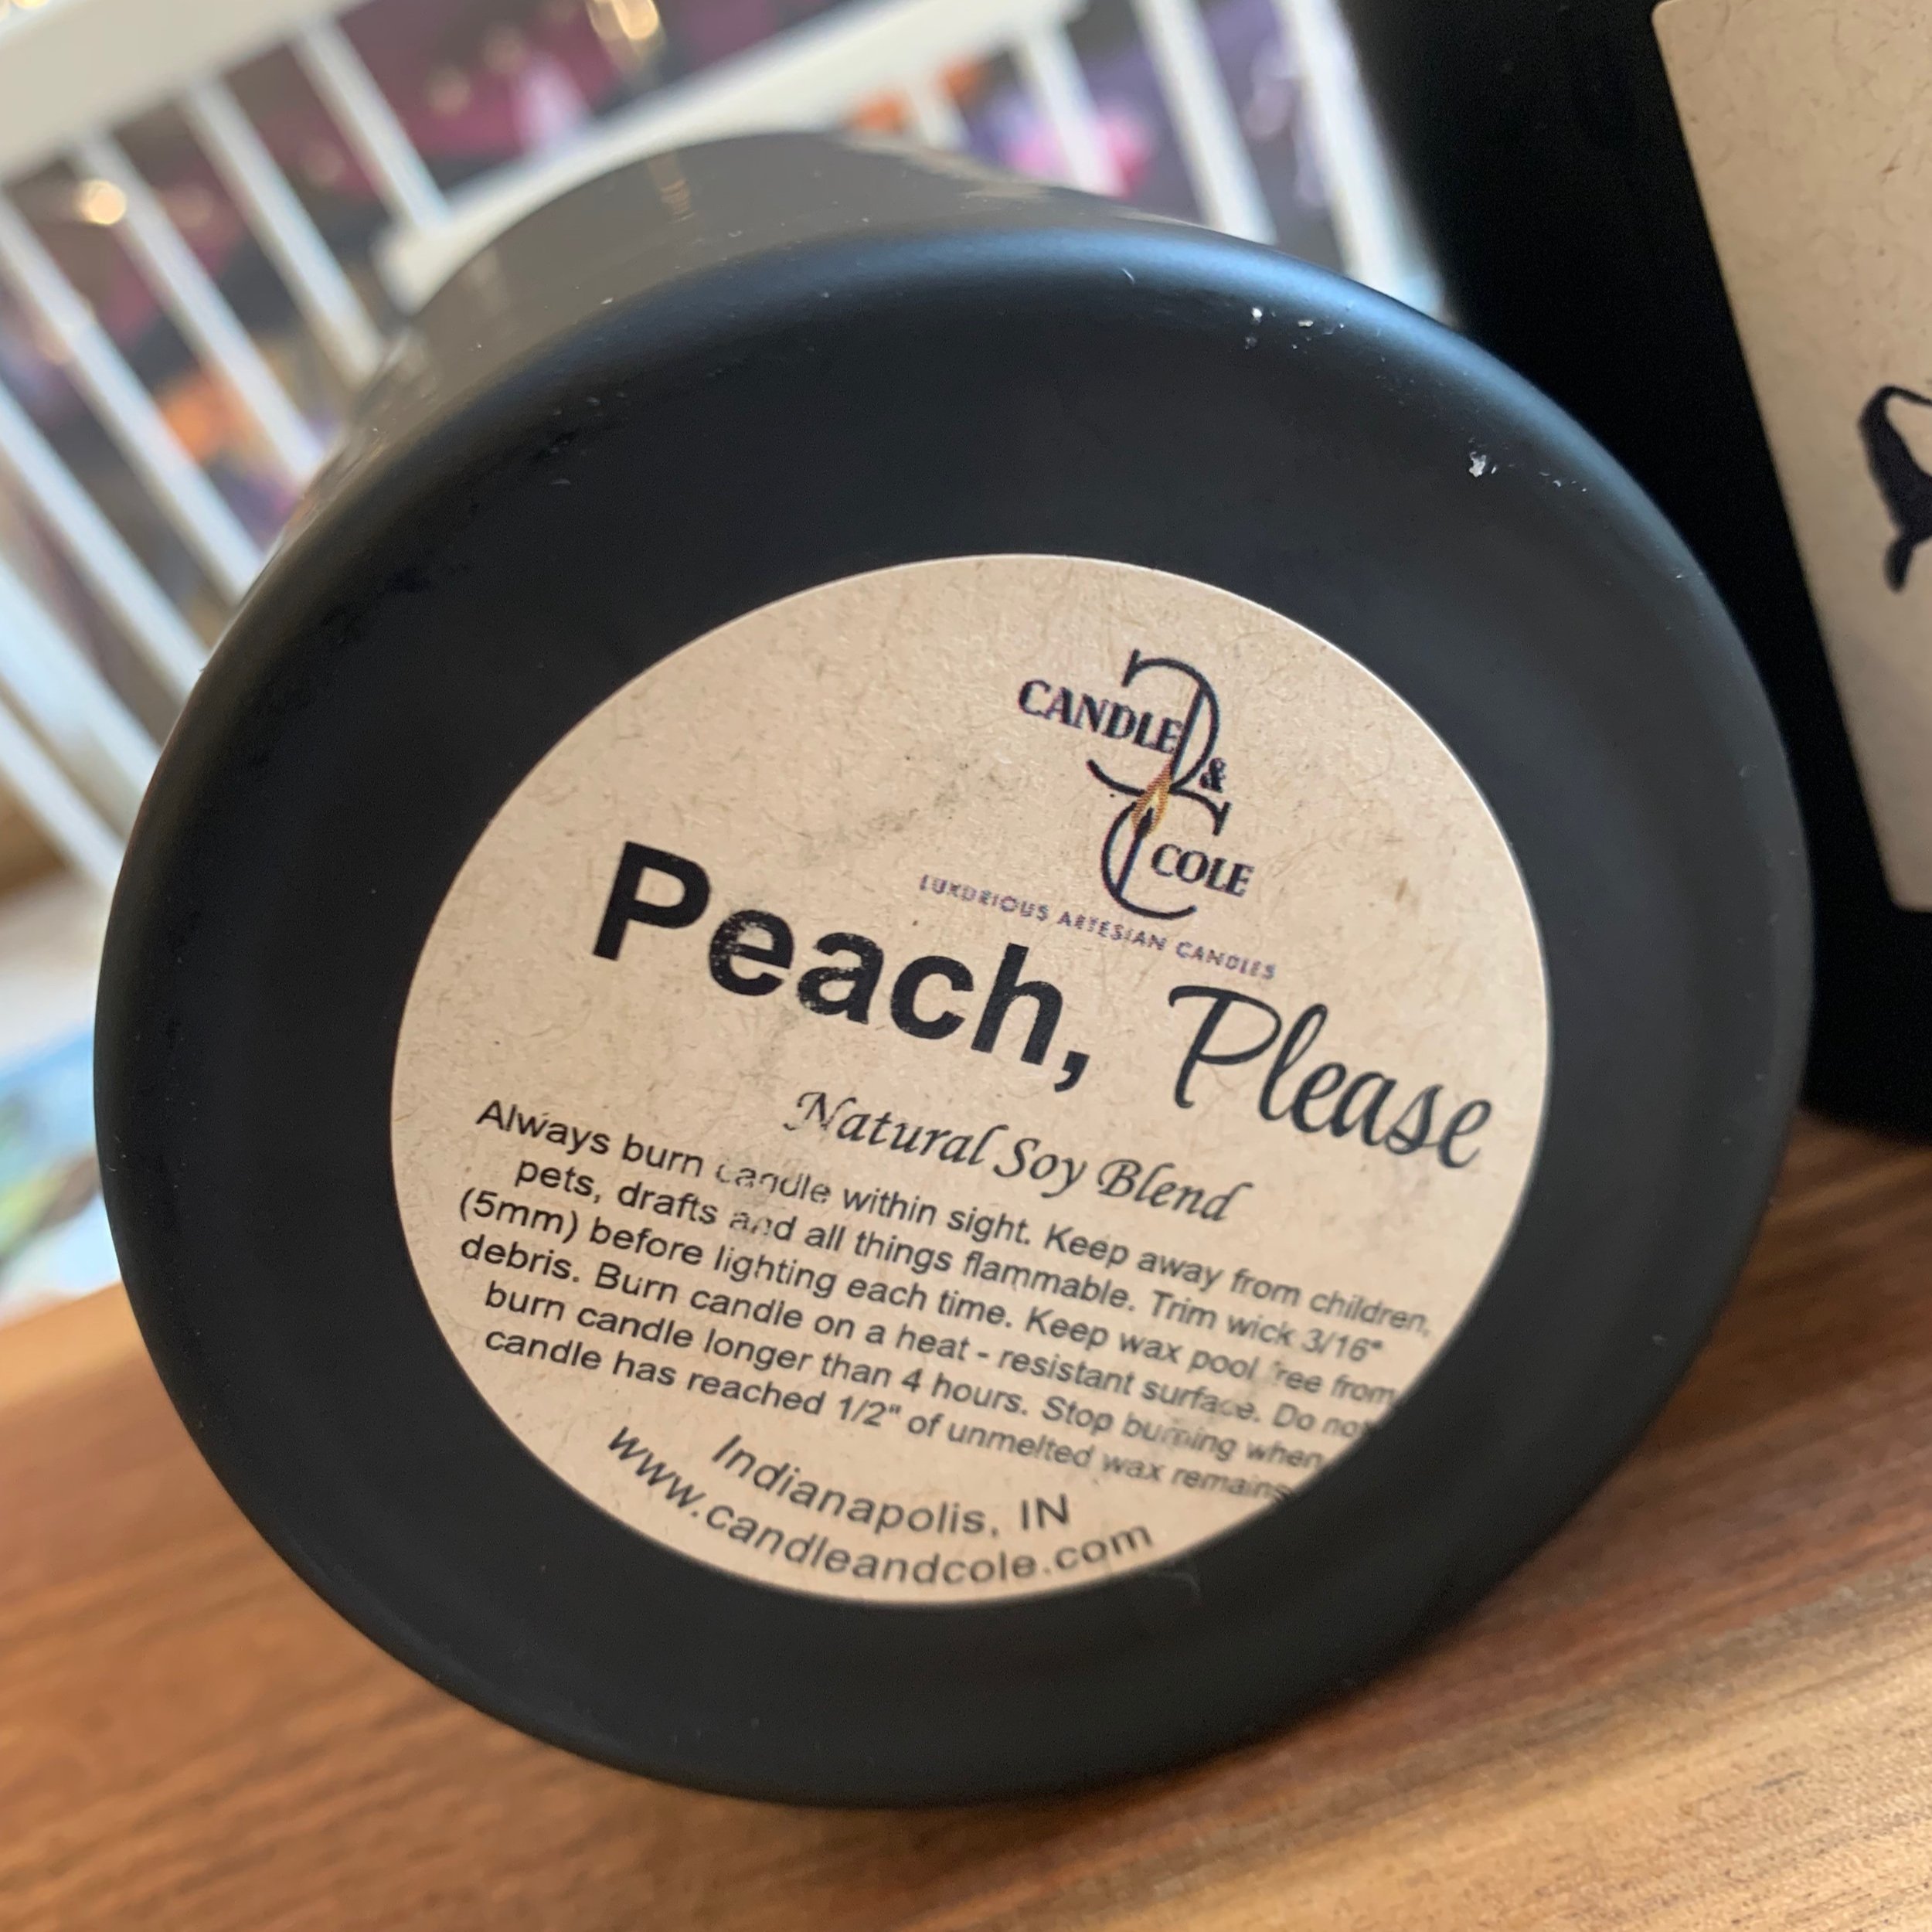 CANDLE
&
COLE
LUXURIOUS ARTESIAN CANDLES
Peach, Please
Natural Soy Blend
Always burn candle within sight. Keep away from children,
pets, drafts and all things flammable. Trim wick 3/16"
(5mm) before lighting each time. Keep wax pool free from
debris. Burn candle on a heat - resistant surface. Do not
burn candle longer than 4 hours. Stop burning when
candle has reached 1/2" of unmelted wax remains
Indianapolis, IN
www.candleandcole.com